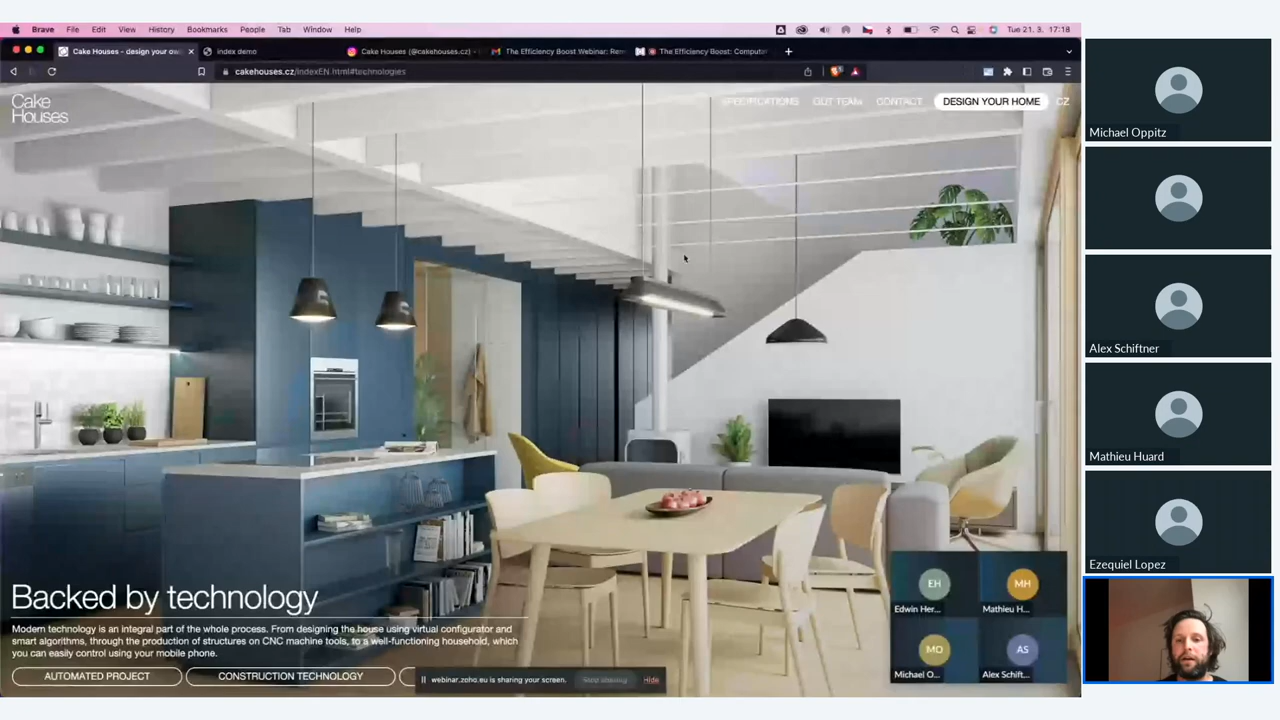 Brave File Edit View History Bookmarks People Tab Window Help Tue 21. 3. 17:18
Cake Houses - design your ow index demo Cake Houses (@cakehouses.cz) • The Efficiency Boost Webinar: Rem The Efficiency Boost: Computa
cakehouses.cz/indexEN.html#technologies
Cake
Houses
SPECIFICATIONS OUR TEAM CONTACT DESIGN YOUR HOME CZ
Michael Oppitz
Alex Schiftner
Mathieu Huard
Ezequiel Lopez
EH MH
Edwin Her... Mathieu H...
MO AS
Michael O... Alex Schift...
Backed by technology
Modern technology is an integral part of the whole process. From designing the house using virtual configurator and
smart algorithms, through the production of structures on CNC machine tools, to a well-functioning household, which
you can easily control using your mobile phone.
AUTOMATED PROJECT CONSTRUCTION TECHNOLOGY
webinar.zoho.eu is sharing your screen. Stop sharing Hide